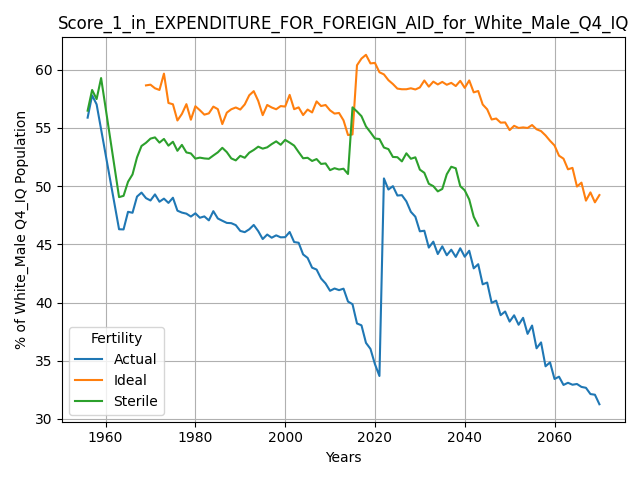 Score_1_in_EXPENDITURE_FOR_FOREIGN_AID_for_White_Male_Q4_IQ
% of White_Male Q4_IQ Population
60
55
50
45
40
35
30
Fertility
Actual
Ideal
Sterile
1960
1980
2000
2020
2040
2060
Years